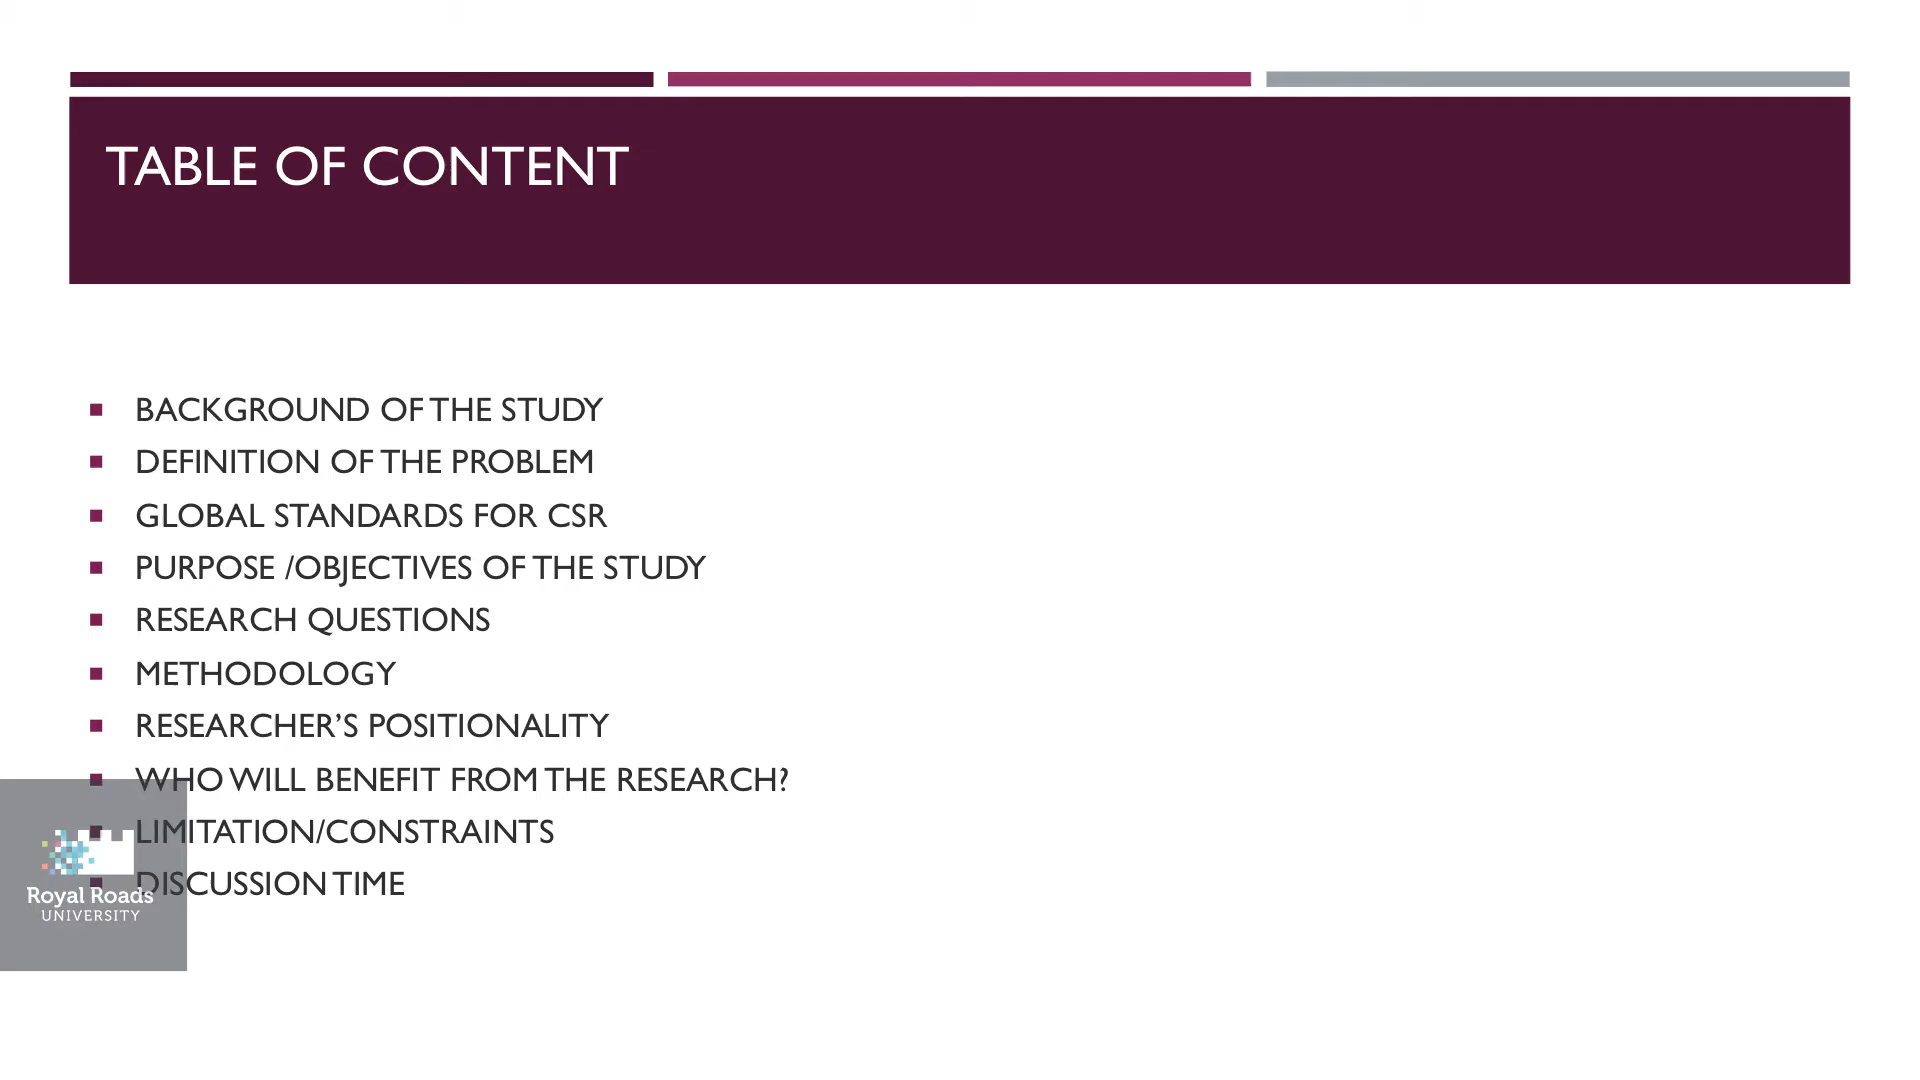 TABLE OF CONTENT
BACKGROUND OF THE STUDY
DEFINITION OF THE PROBLEM
GLOBAL STANDARDS FOR CSR
PURPOSE /OBJECTIVES OF THE STUDY
RESEARCH QUESTIONS
METHODOLOGY
RESEARCHER’S POSITIONALITY
WHO WILL BENEFIT FROM THE RESEARCH?
LIMITATION/CONSTRAINTS
DISCUSSION TIME
Royal Roads
UNIVERSITY